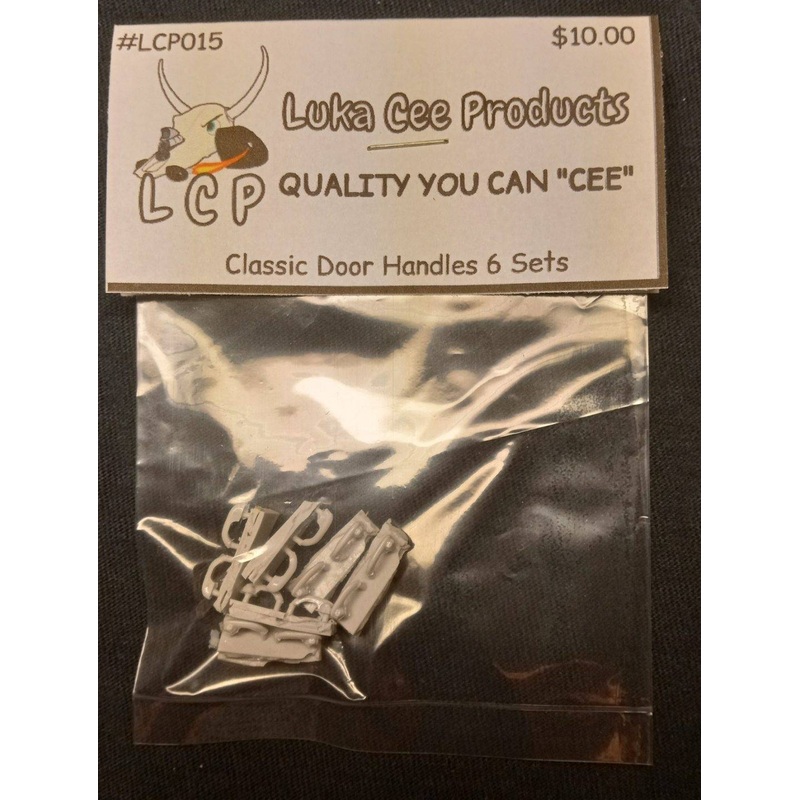 #LCP015
$10.00
Luka Cee Products
LCP
QUALITY YOU CAN "CEE"
Classic Door Handles 6 Sets